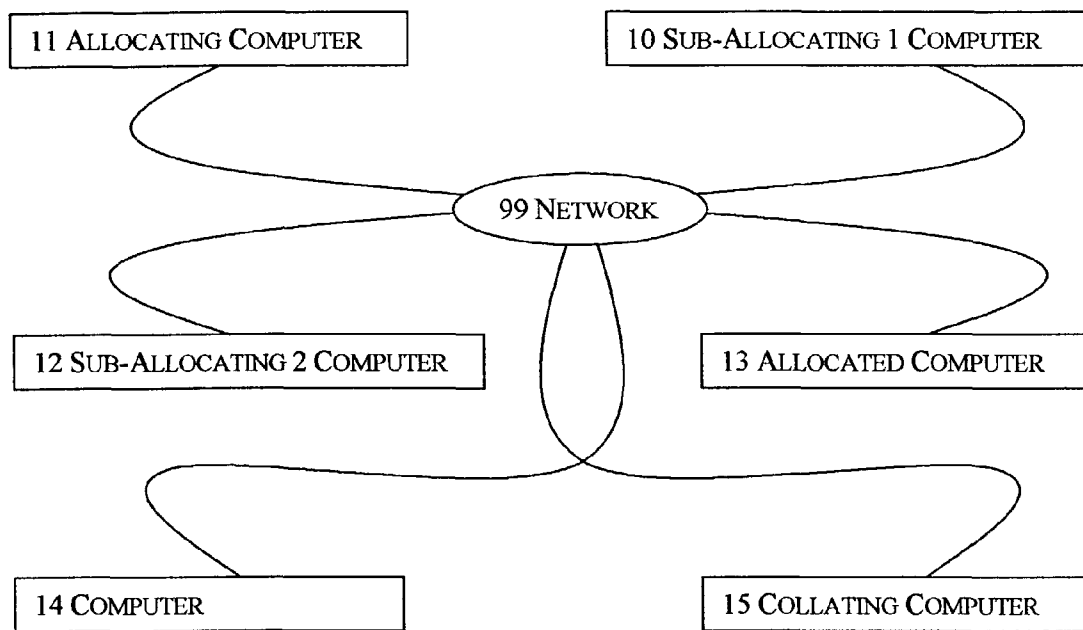 11 ALLOCATING COMPUTER
10 SUB-ALLOCATING 1 COMPUTER
99 NETWORK
12 SUB-ALLOCATING 2 COMPUTER
13 ALLOCATED COMPUTER
14 COMPUTER
15 COLLATING COMPUTER